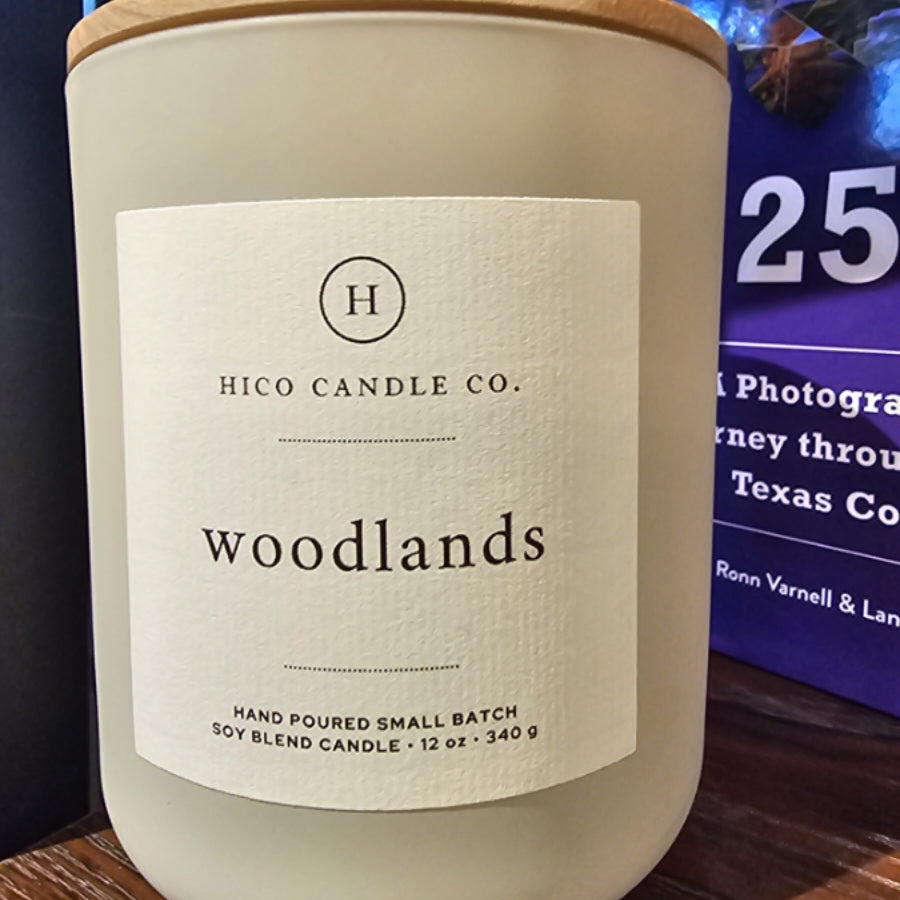 H
HICO CANDLE CO.
woodlands
HAND POURED SMALL BATCH
SOY BLEND CANDLE · 12 oz · 340 g
25
A Photogra
rney throu
Texas Co
Ronn Varnell & Lan